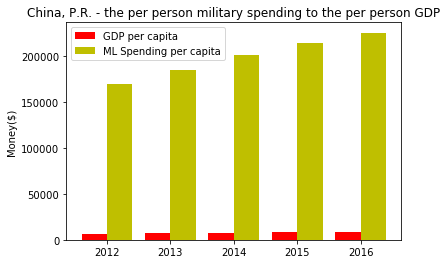 China, P.R. - the per person military spending to the per person GDP
GDP per capita
ML Spending per capita
200000
150000
100000
50000
0
Money($)
2012 2013 2014 2015 2016